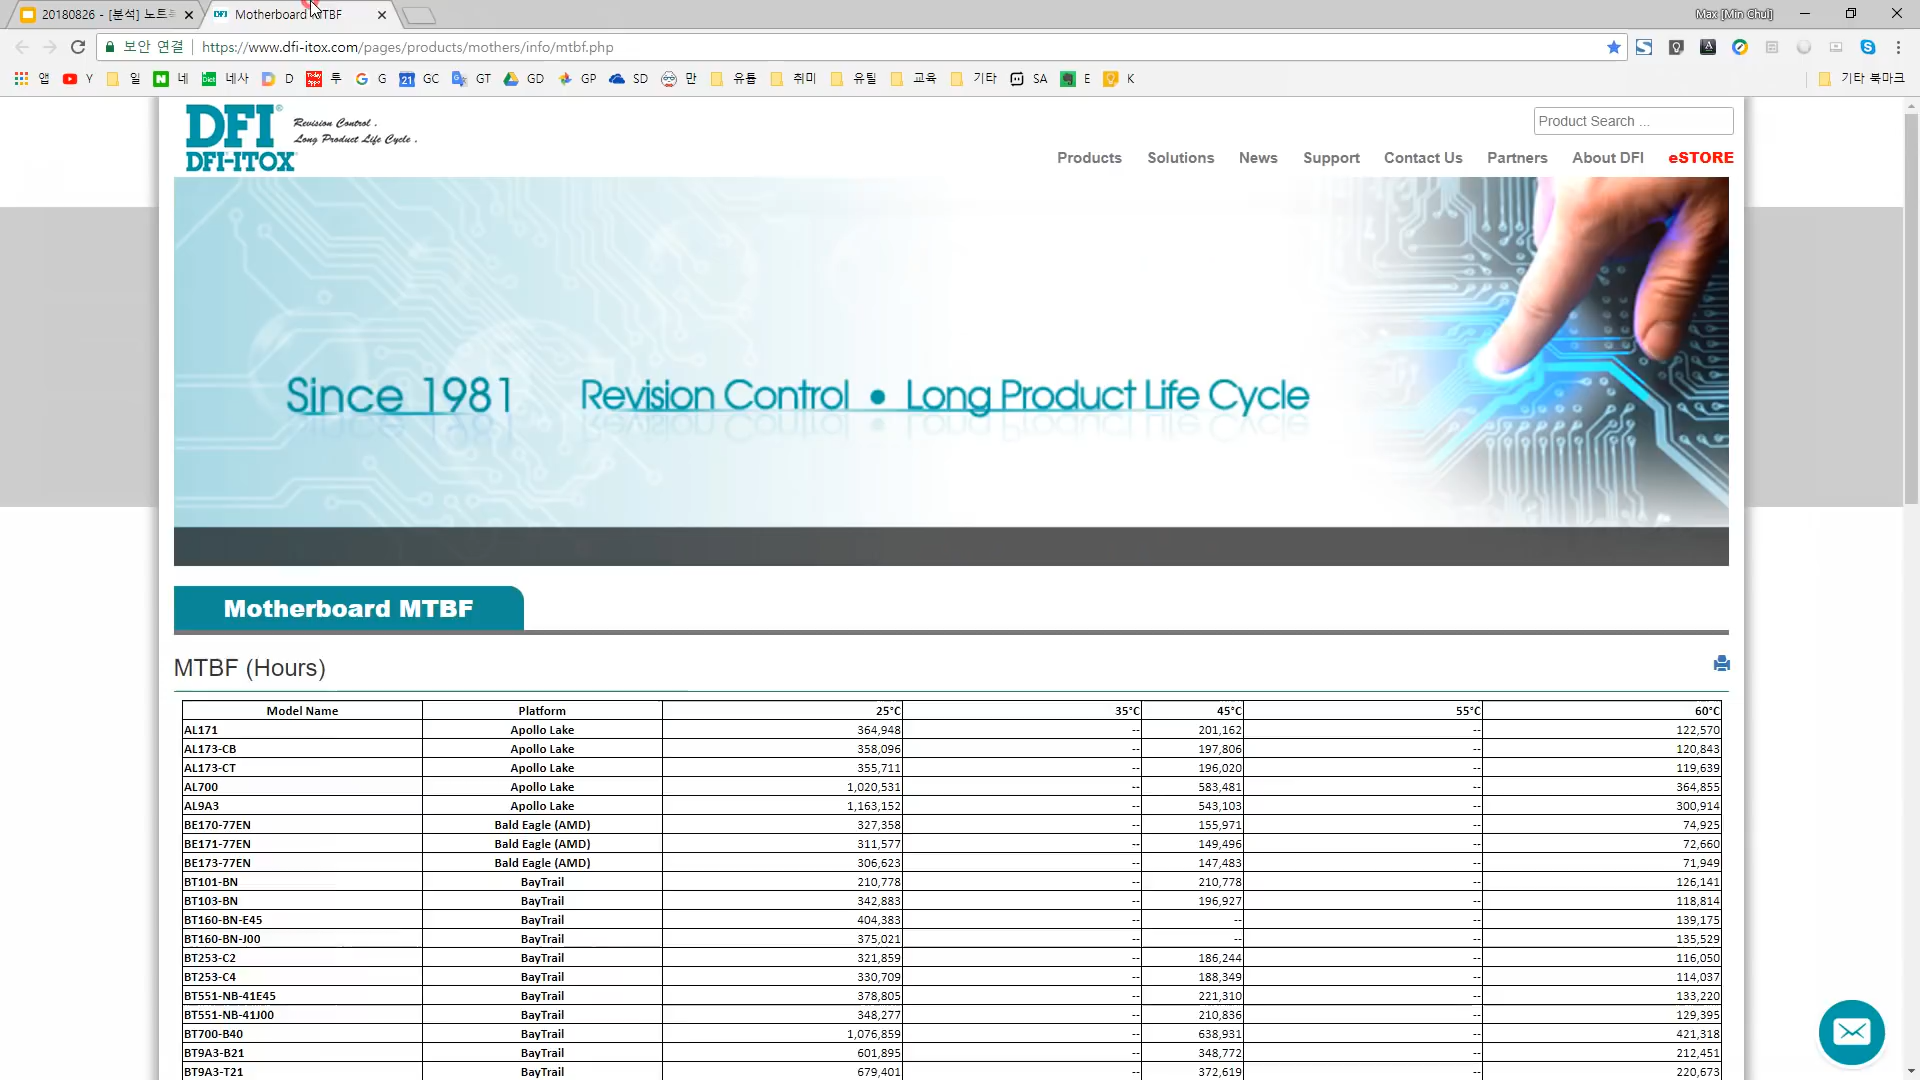 20180826 - [분석] 노트
Motherboard MTBF
Max [Min Chul]
보안 연결 https://www.dfi-itox.com/pages/products/mothers/info/mtbf.php
앱 Y 일 네 네사 D 투 G GC GT GD GP SD 만 유틉 취미 유틸 교육 기타 SA E K 기타 북마크
DFI
DFI-ITOX
Revision Control .
Long Product Life Cycle .
Product Search ...
Products Solutions News Support Contact Us Partners About DFI eSTORE
Since 1981 Revision Control • Long Product Life Cycle
Motherboard MTBF
MTBF (Hours)
Model Name Platform 25°C 35°C 45°C 55°C 60°C
AL171 Apollo Lake 364,948 -- 201,162 -- 122,570
AL173-CB Apollo Lake 358,096 -- 197,806 -- 120,843
AL173-CT Apollo Lake 355,711 -- 196,020 -- 119,639
AL700 Apollo Lake 1,020,531 -- 583,481 -- 364,855
AL9A3 Apollo Lake 1,163,152 -- 543,103 -- 300,914
BE170-77EN Bald Eagle (AMD) 327,358 -- 155,971 -- 74,925
BE171-77EN Bald Eagle (AMD) 311,577 -- 149,496 -- 72,660
BE173-77EN Bald Eagle (AMD) 306,623 -- 147,483 -- 71,949
BT101-BN BayTrail 210,778 -- 210,778 -- 126,141
BT103-BN BayTrail 342,883 -- 196,927 -- 118,814
BT160-BN-E45 BayTrail 404,383 -- -- -- 139,175
BT160-BN-J00 BayTrail 375,021 -- -- -- 135,529
BT253-C2 BayTrail 321,859 -- 186,244 -- 116,050
BT253-C4 BayTrail 330,709 -- 188,349 -- 114,037
BT551-NB-41E45 BayTrail 378,805 -- 221,310 -- 133,220
BT551-NB-41J00 BayTrail 348,277 -- 210,836 -- 129,395
BT700-B40 BayTrail 1,076,859 -- 638,931 -- 421,318
BT9A3-B21 BayTrail 601,895 -- 348,772 -- 212,451
BT9A3-T21 BayTrail 679,401 -- 372,619 -- 220,673